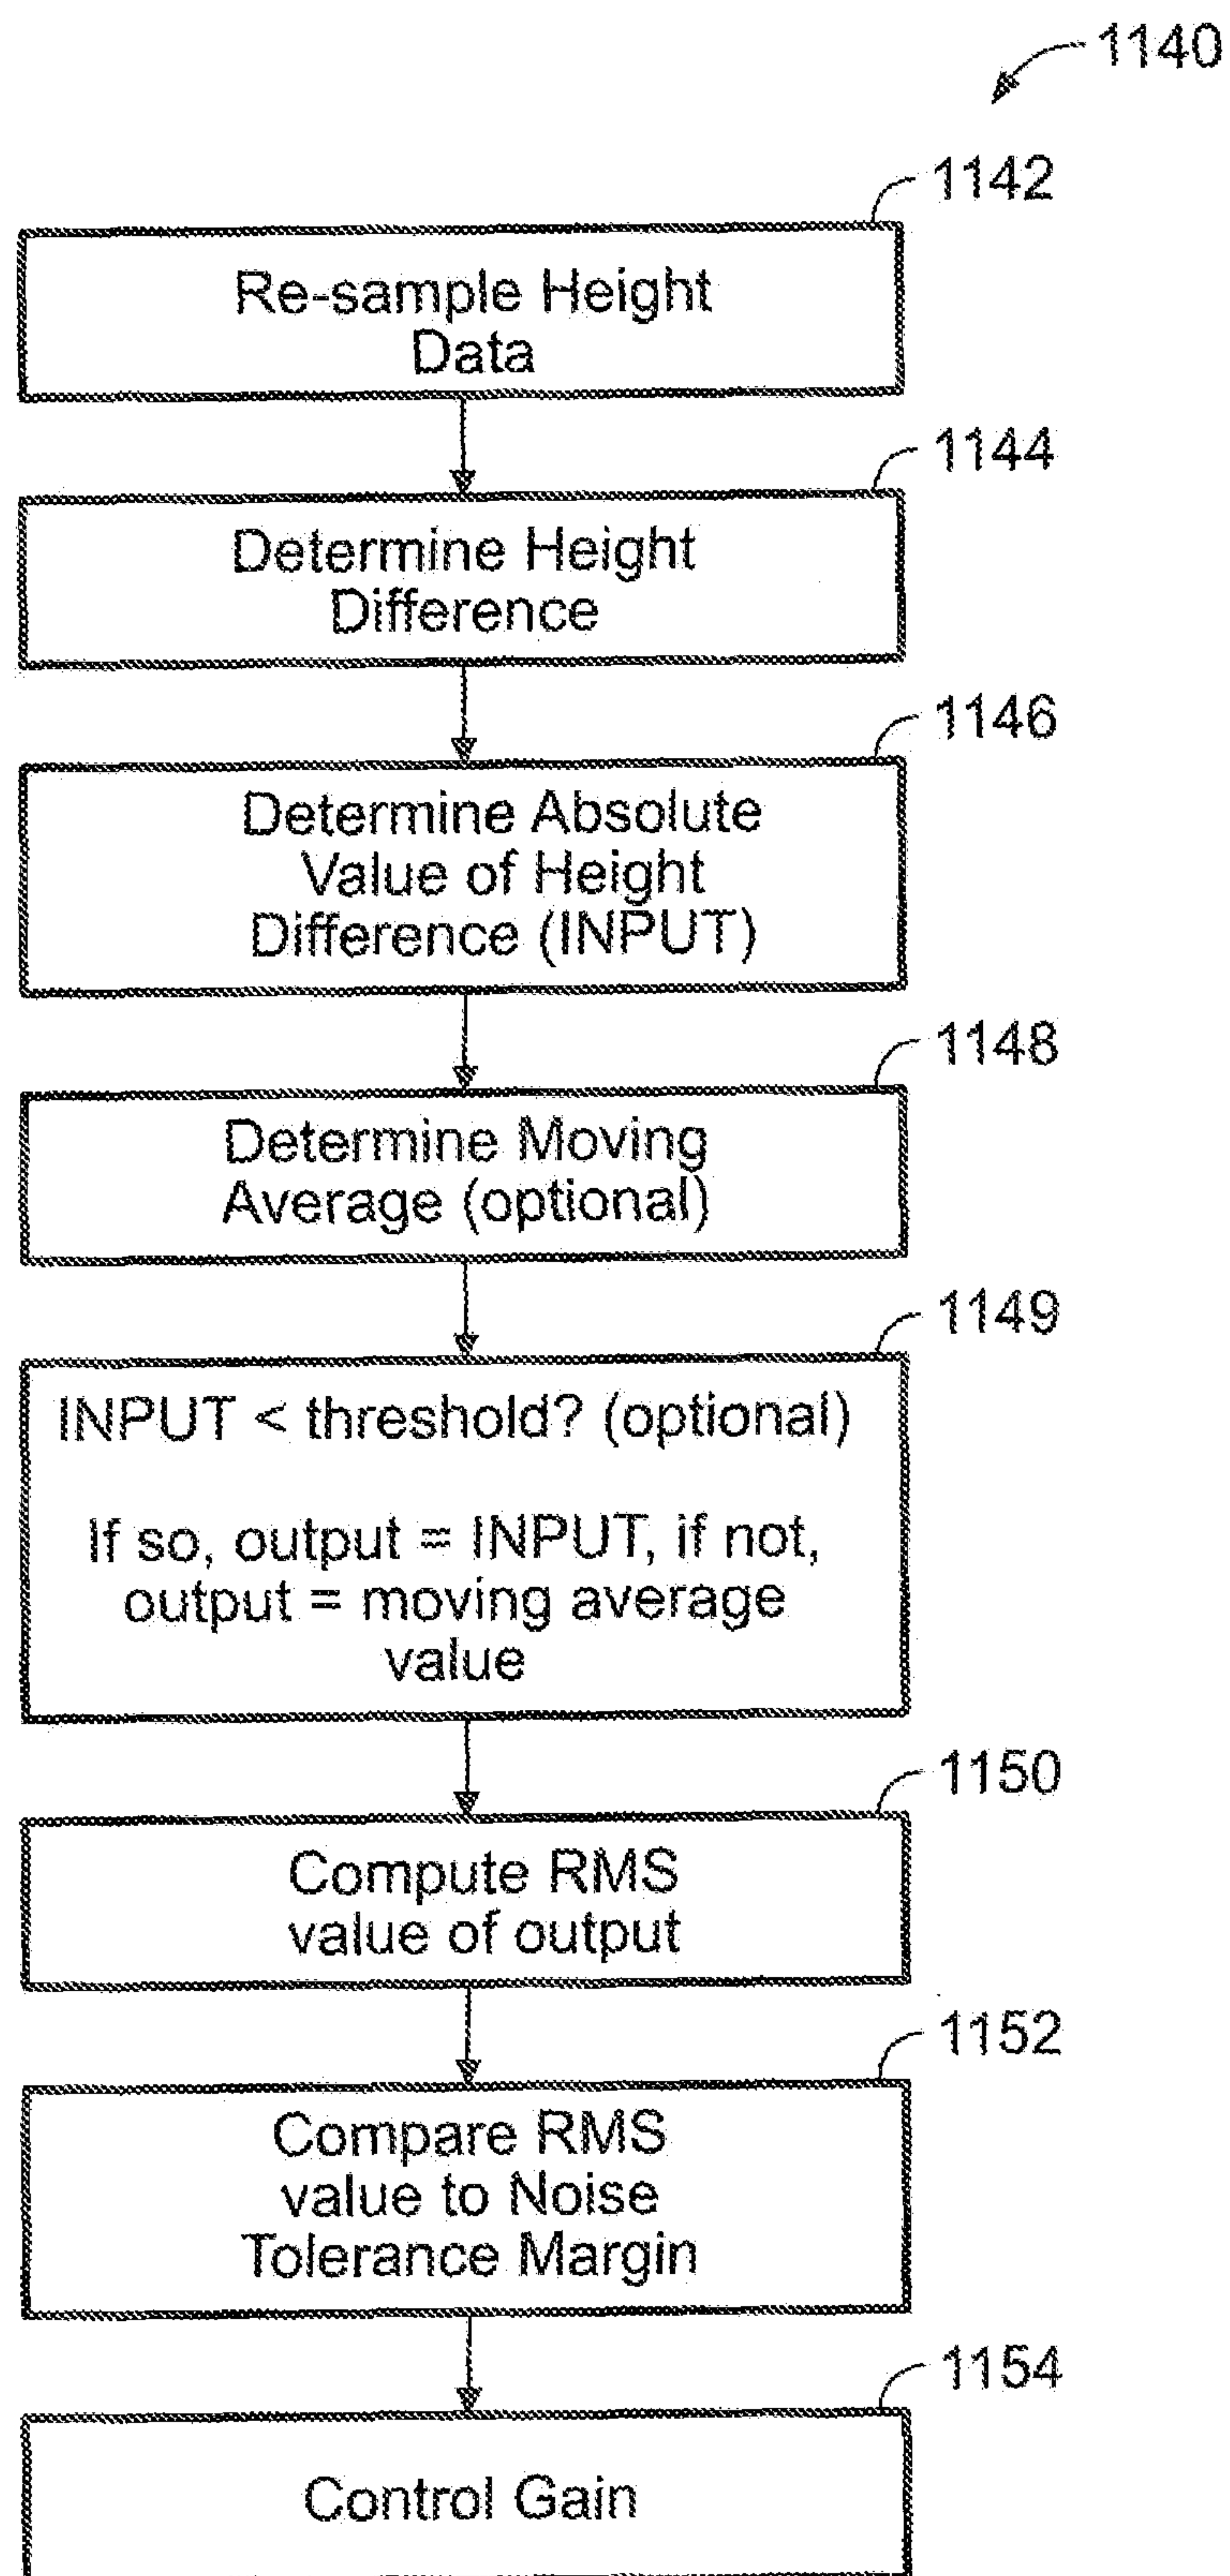 1140
1142
Re-sample Height
Data
1144
Determine Height
Difference
1146
Determine Absolute
Value of Height
Difference (INPUT)
1148
Determine Moving
Average (optional)
1149
INPUT < threshold? (optional)
If so, output = INPUT, if not,
output = moving average
value
1150
Compute RMS
value of output
1152
Compare RMS
value to Noise
Tolerance Margin
1154
Control Gain